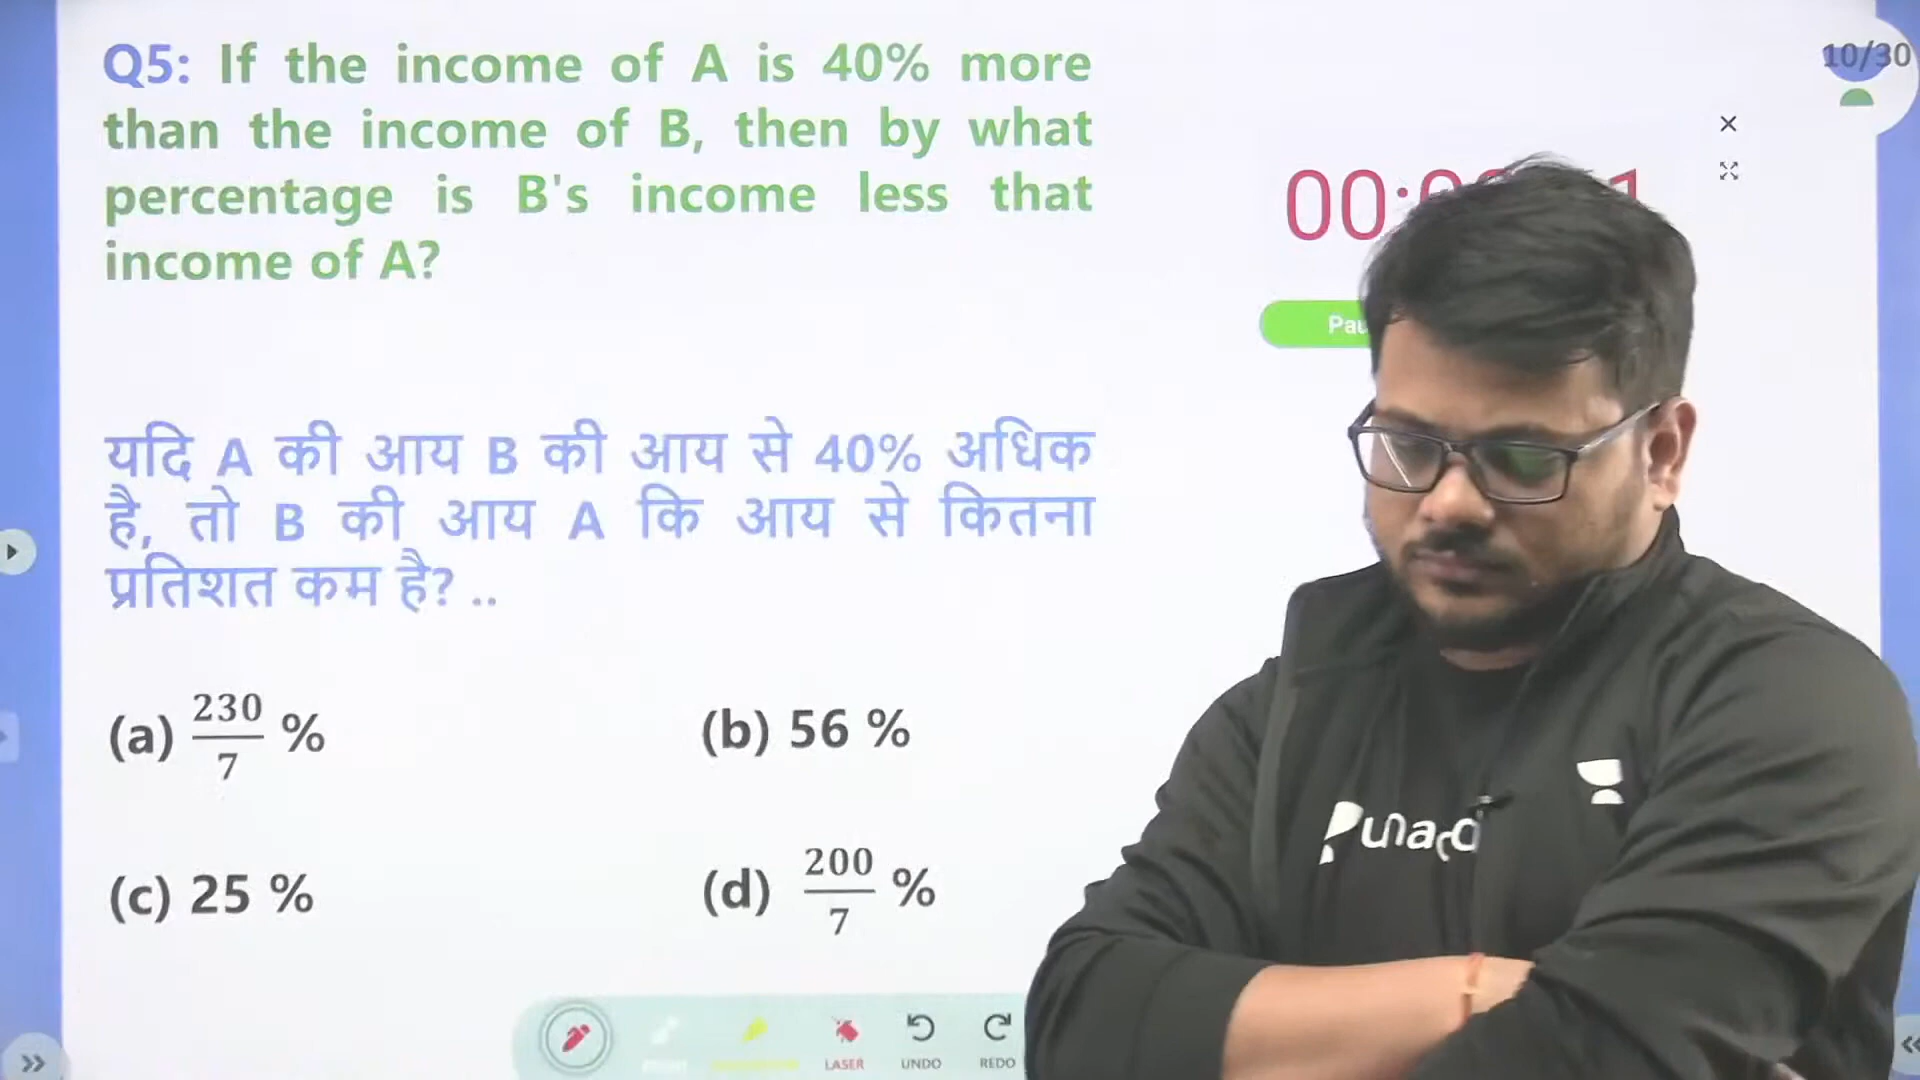 Q5: If the income of A is 40% more
than the income of B, then by what
percentage is B's income less that
income of A?
यदि A की आय B की आय से 40% अधिक
है, तो B की आय A कि आय से कितना
प्रतिशत कम है? ..
(a) 230/7 %
(b) 56 %
(c) 25 %
(d) 200/7 %
10/30
LASER
UNDO
REDO